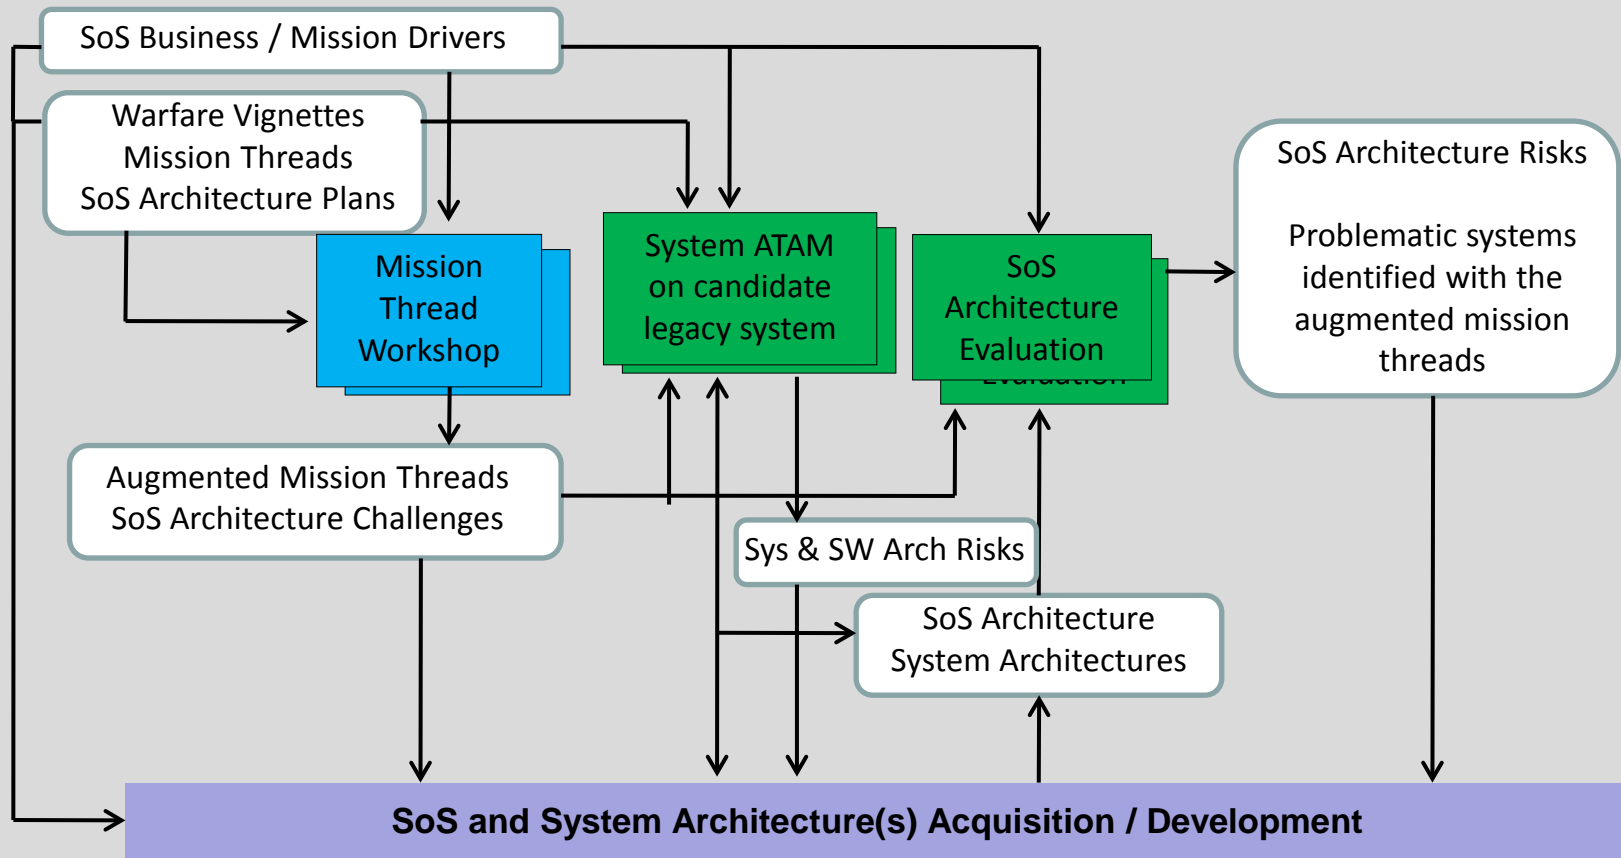 SoS Business / Mission Drivers
Warfare Vignettes
Mission Threads
SoS Architecture Plans
Mission
Thread
Workshop
System ATAM
on candidate
legacy system
SoS
Architecture
Evaluation
Evaluation
SoS Architecture Risks
Problematic systems
identified with the
augmented mission
threads
Augmented Mission Threads
SoS Architecture Challenges
Sys & SW Arch Risks
SoS Architecture
System Architectures
SoS and System Architecture(s) Acquisition / Development